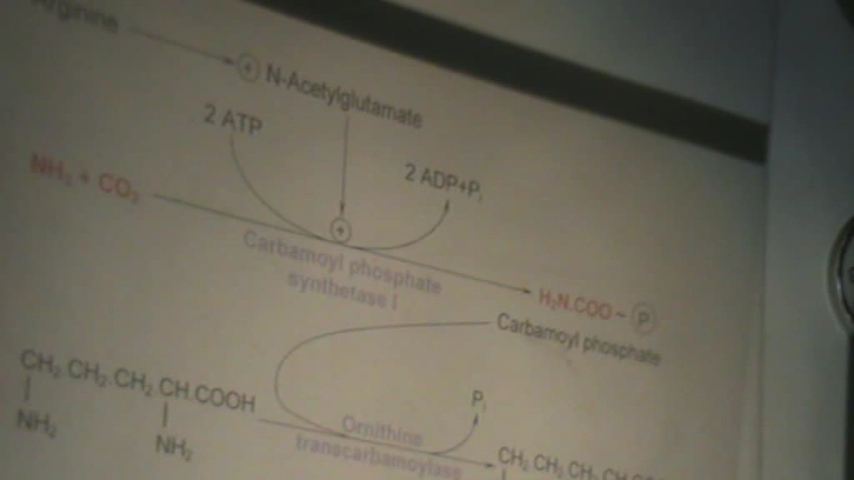 Arginine
+ N-Acetylglutamate
2 ATP
2 ADP+Pi
NH3 + CO2
+
Carbamoyl phosphate
synthetase I
H2N.COO – P
Carbamoyl phosphate
CH2 CH2 CH2 CH.COOH
NH2
NH2
Pi
Ornithine
transcarbamoylase
CH2 CH2 CH2 CH